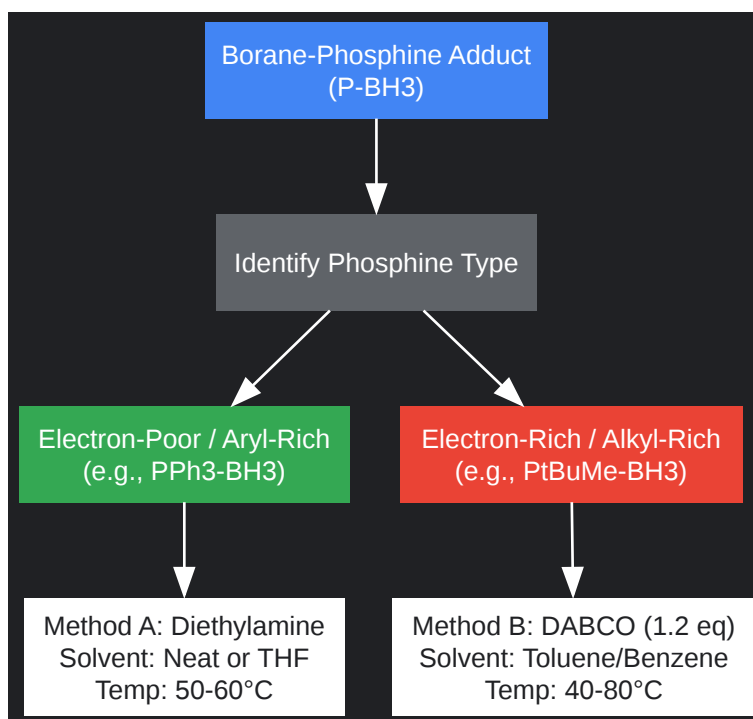 Borane-Phosphine Adduct
(P-BH3)
Identify Phosphine Type
Electron-Poor / Aryl-Rich
(e.g., PPh3-BH3)
Electron-Rich / Alkyl-Rich
(e.g., PtBuMe-BH3)
Method A: Diethylamine
Solvent: Neat or THF
Temp: 50-60°C
Method B: DABCO (1.2 eq)
Solvent: Toluene/Benzene
Temp: 40-80°C